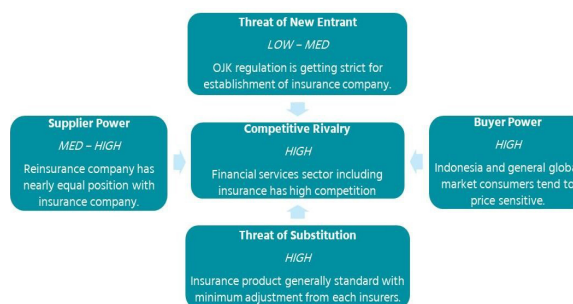 Threat of New Entrant
LOW – MED
OJK regulation is getting strict for
establishment of insurance company.
Supplier Power
MED – HIGH
Reinsurance company has
nearly equal position with
insurance company.
Competitive Rivalry
HIGH
Financial services sector including
insurance has high competition
Buyer Power
HIGH
Indonesia and general globa
market consumers tend to
price sensitive.
Threat of Substitution
HIGH
Insurance product generally standard with
minimum adjustment from each insurers.